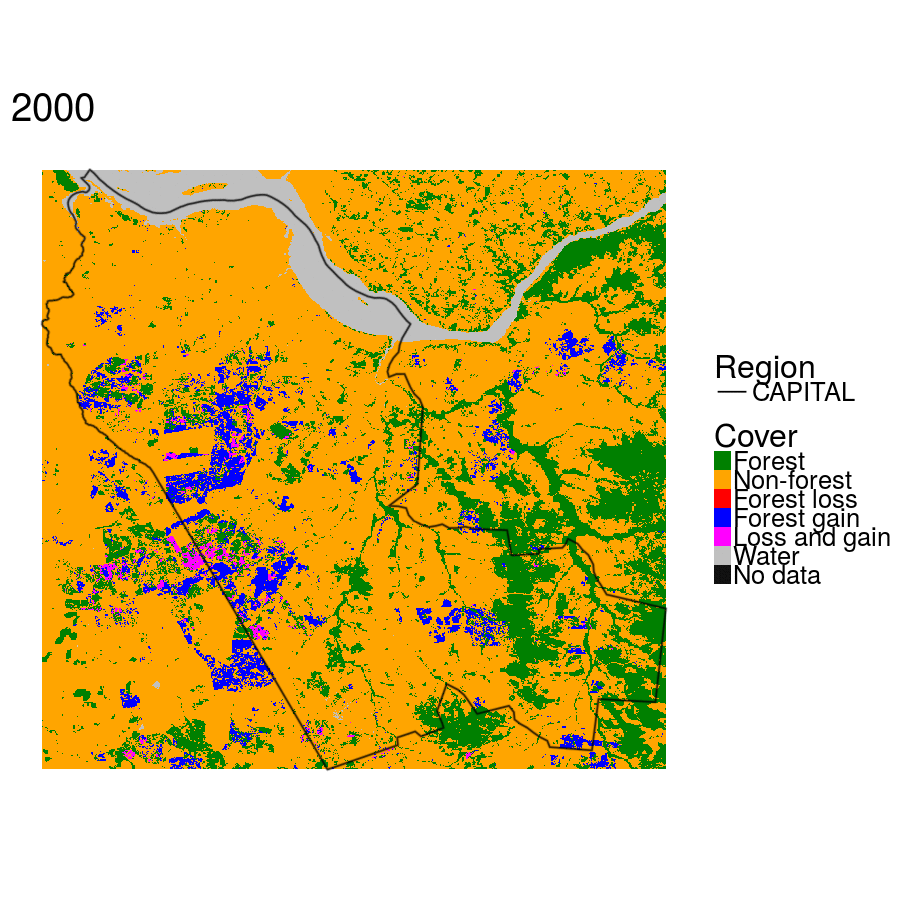 2000
Region
CAPITAL
Cover
Forest
Non-forest
Forest loss
Forest gain
Loss and gain
Water
No data